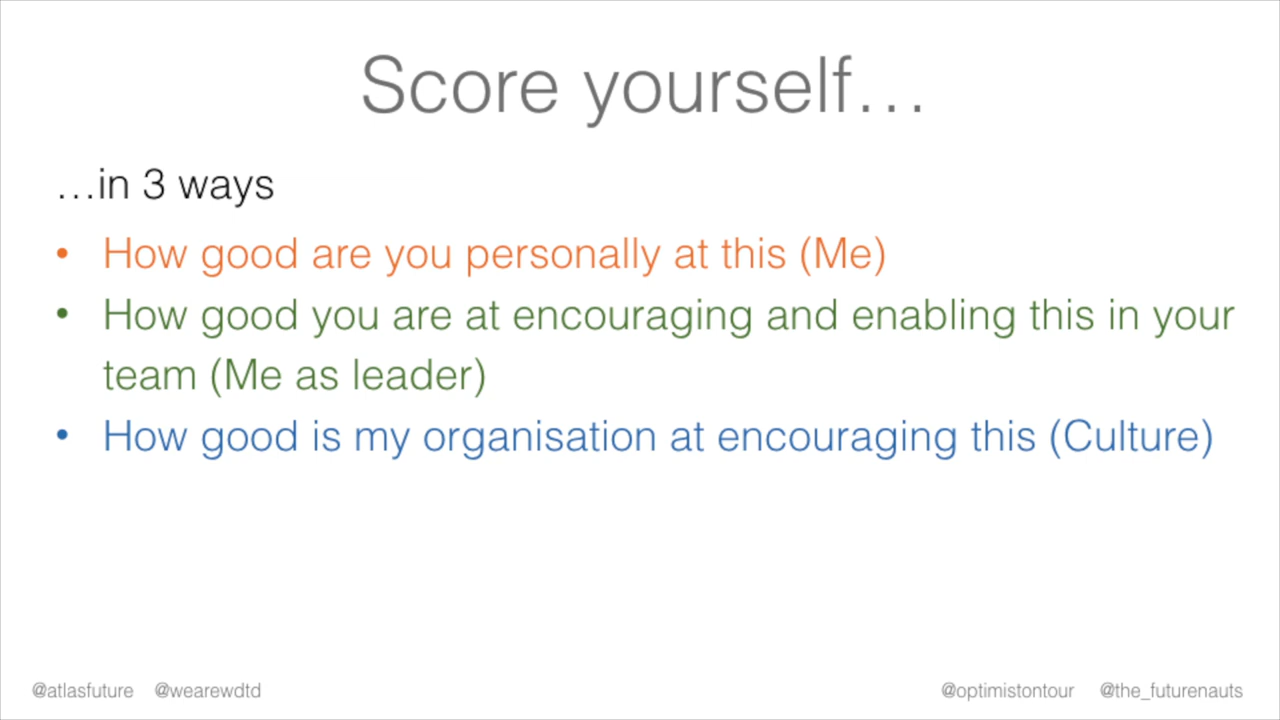 Score yourself…
…in 3 ways
• How good are you personally at this (Me)
• How good you are at encouraging and enabling this in your
team (Me as leader)
• How good is my organisation at encouraging this (Culture)
@atlasfuture @wearewdtd @optimistontour @the_futurenauts